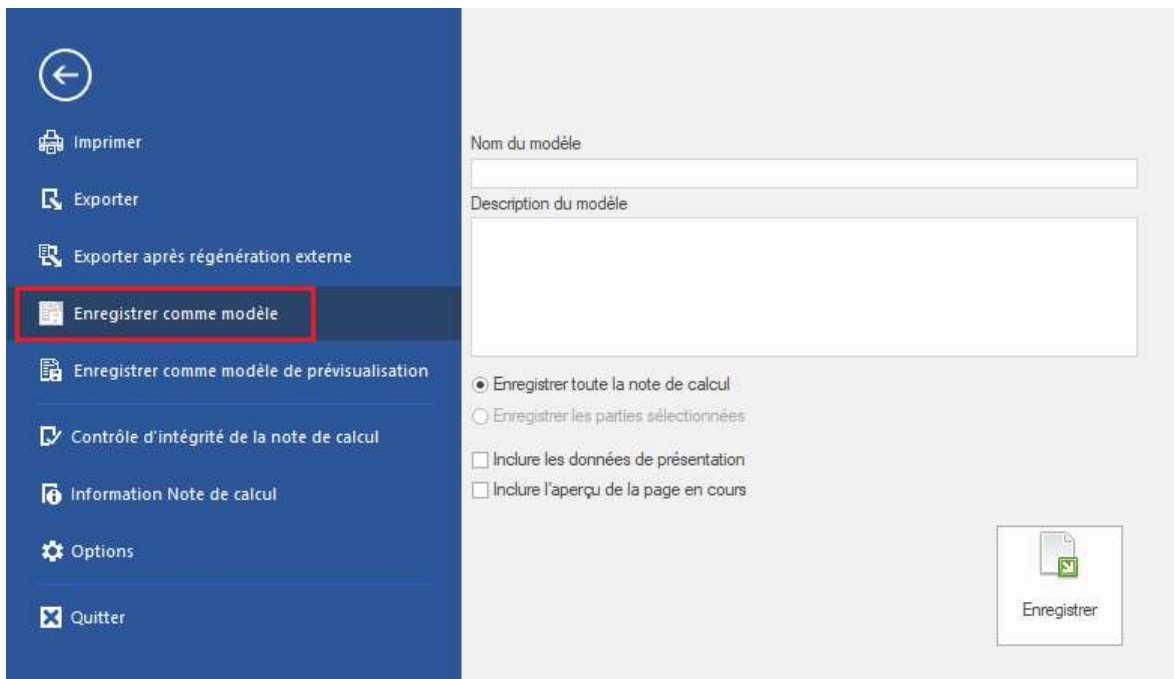 Imprimer
Exporter
Exporter après régénération externe
Enregistrer comme modèle
Enregistrer comme modèle de prévisualisation
Contrôle d'intégrité de la note de calcul
Information Note de calcul
Options
Quitter
Nom du modèle
Description du modèle
Enregistrer toute la note de calcul
Enregistrer les parties sélectionnées
Inclure les données de présentation
Inclure l'aperçu de la page en cours
Enregistrer